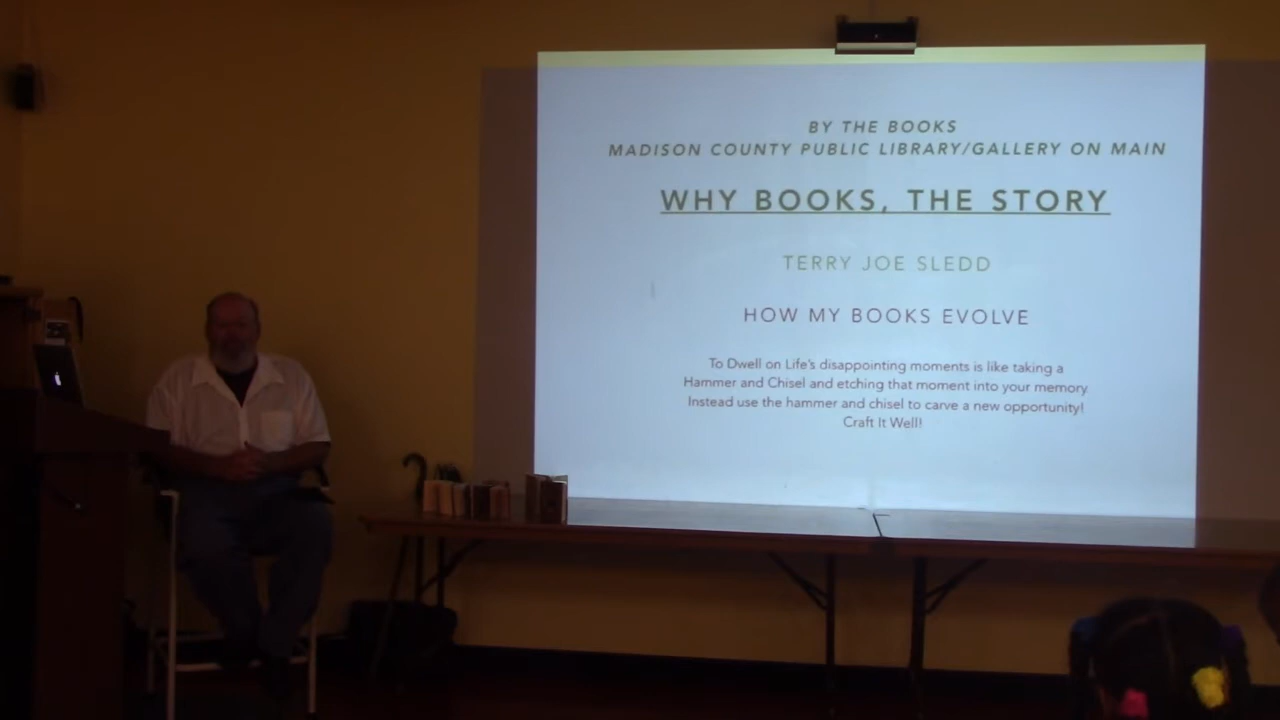 BY THE BOOKS
MADISON COUNTY PUBLIC LIBRARY/GALLERY ON MAIN
WHY BOOKS, THE STORY
TERRY JOE SLEDD
HOW MY BOOKS EVOLVE
To Dwell on Life's disappointing moments is like taking a
Hammer and Chisel and etching that moment into your memory
Instead use the hammer and chisel to carve a new opportunity!
Craft It Well!